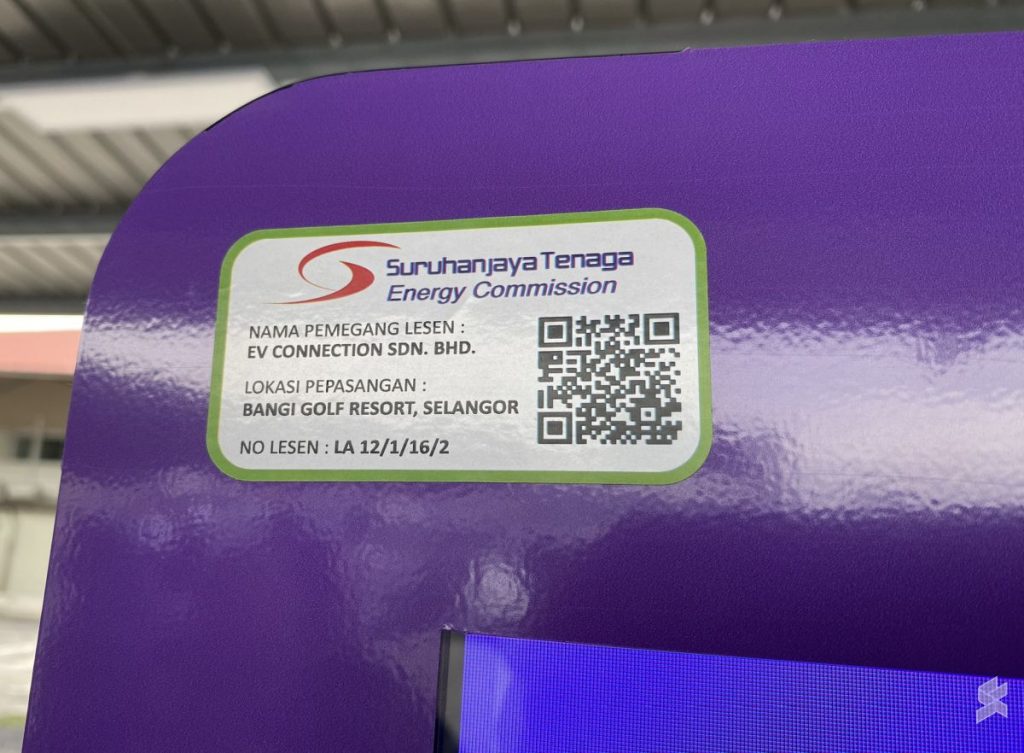 Suruhanjaya Tenaga
Energy Commission
NAMA PEMEGANG LESEN :
EV CONNECTION SDN. BHD.
LOKASI PEPASANGAN :
BANGI GOLF RESORT, SELANGOR
NO LESEN : LA 12/1/16/2